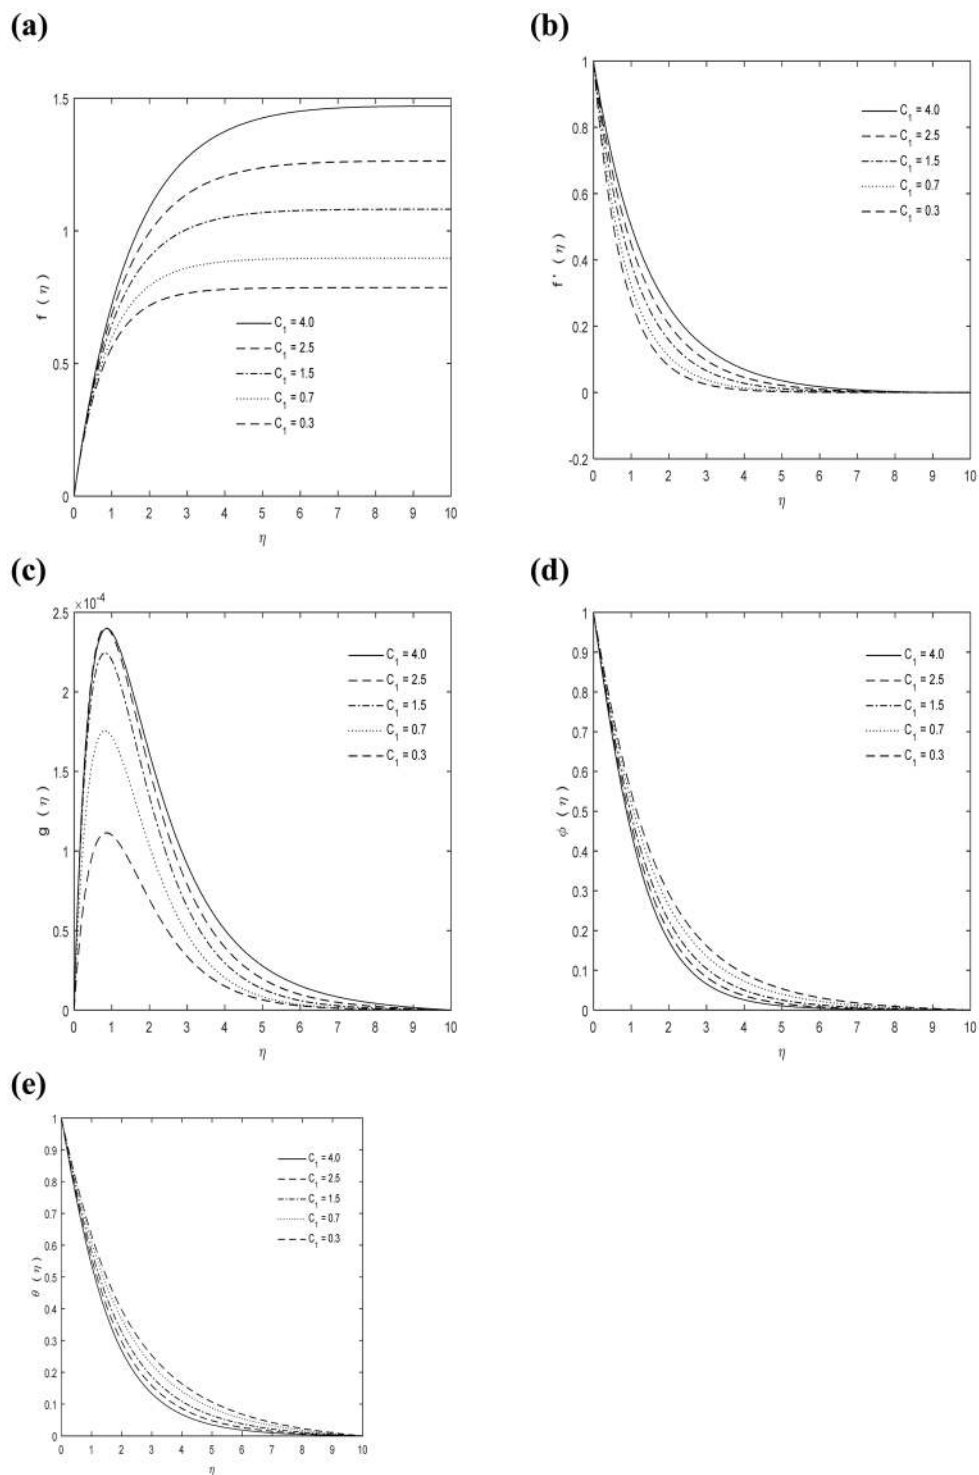 (a)
1.5
1
0.5
0
f ( η )
C₁ = 4.0
C₁ = 2.5
C₁ = 1.5
C₁ = 0.7
C₁ = 0.3
0 1 2 3 4 5 6 7 8 9 10
η
(b)
1
0.8
0.6
0.4
0.2
0
-0.2
f ' ( η )
C₁ = 4.0
C₁ = 2.5
C₁ = 1.5
C₁ = 0.7
C₁ = 0.3
0 1 2 3 4 5 6 7 8 9 10
η
(c)
×10⁻⁴
2.5
2
1.5
1
0.5
0
g ( η )
C₁ = 4.0
C₁ = 2.5
C₁ = 1.5
C₁ = 0.7
C₁ = 0.3
0 1 2 3 4 5 6 7 8 9 10
η
(d)
1
0.9
0.8
0.7
0.6
0.5
0.4
0.3
0.2
0.1
0
ϕ ( η )
C₁ = 4.0
C₁ = 2.5
C₁ = 1.5
C₁ = 0.7
C₁ = 0.3
0 1 2 3 4 5 6 7 8 9 10
η
(e)
1
0.9
0.8
0.7
0.6
0.5
0.4
0.3
0.2
0.1
0
θ ( η )
C₁ = 4.0
C₁ = 2.5
C₁ = 1.5
C₁ = 0.7
C₁ = 0.3
0 1 2 3 4 5 6 7 8 9 10
η